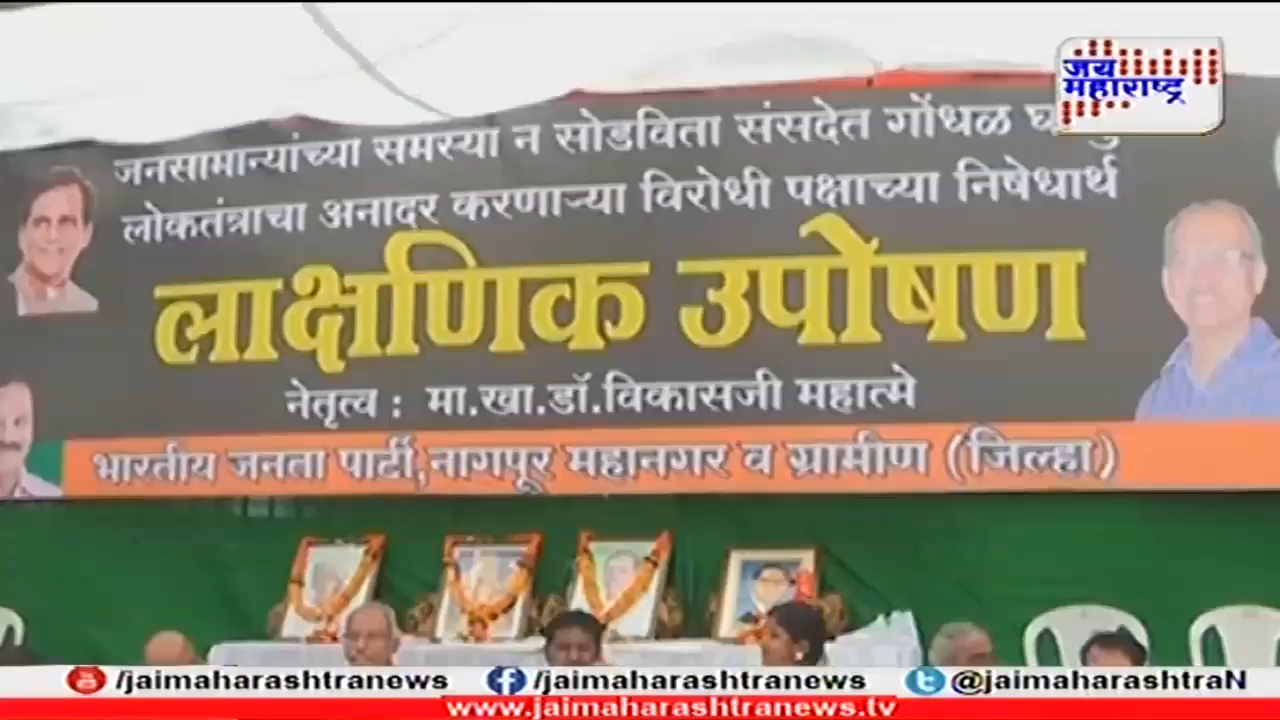 जय
महाराष्ट्र
जनसामान्यांच्या समस्या न सोडविता संसदेत गोंधळ
लोकतंत्राचा अनादर करणाऱ्या विरोधी पक्षाच्या निषेधार्थ
लाक्षणिक उपोषण
नेतृत्व : मा.खा.डॉ.विकासजी महात्मे
भारतीय जनता पार्टी,नागपूर महानगर व ग्रामीण (जिल्हा)
/jaimaharashtranews /jaimaharashtranews @jaimaharashtraN
www.jaimaharashtranews.tv